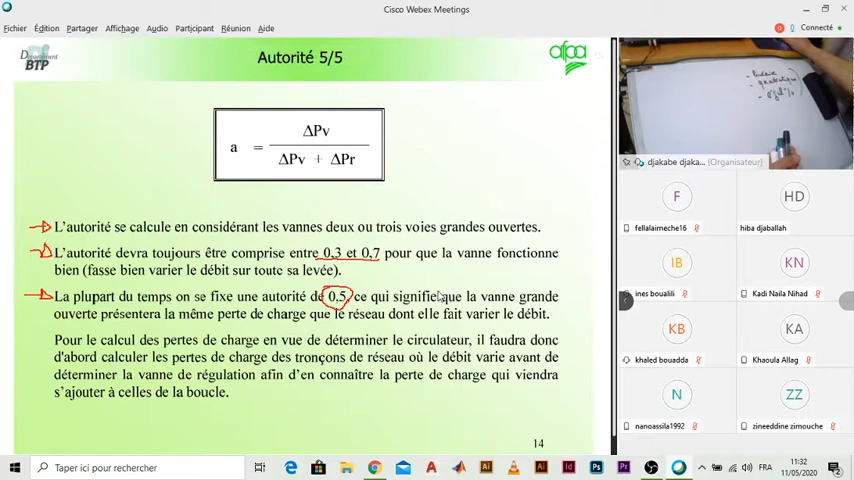 Cisco Webex Meetings
Fichier Édition Partager Affichage Audio Participant Réunion Aide
Connecté
Département
BTP
Autorité 5/5
afpa
a = ΔPv
ΔPv + ΔPr
L'autorité se calcule en considérant les vannes deux ou trois voies grandes ouvertes.
L'autorité devra toujours être comprise entre 0,3 et 0,7 pour que la vanne fonctionne
bien (fasse bien varier le débit sur toute sa levée).
La plupart du temps on se fixe une autorité de 0,5, ce qui signifie que la vanne grande
ouverte présentera la même perte de charge que le réseau dont elle fait varier le débit.
Pour le calcul des pertes de charge en vue de déterminer le circulateur, il faudra donc
d'abord calculer les pertes de charge des tronçons de réseau où le débit varie avant de
déterminer la vanne de régulation afin d'en connaître la perte de charge qui viendra
s'ajouter à celles de la boucle.
14
djakabe djaka... (Organisateur)
F
fellalaimeche16
HD
hiba djaballah
IB
ines boualili
KN
Kadi Naila Nihad
KB
khaled bouadda
KA
Khaoula Allag
N
nanoassila1992
ZZ
zineeddine zimouche
Taper ici pour rechercher
FRA
11:32
11/05/2020
2